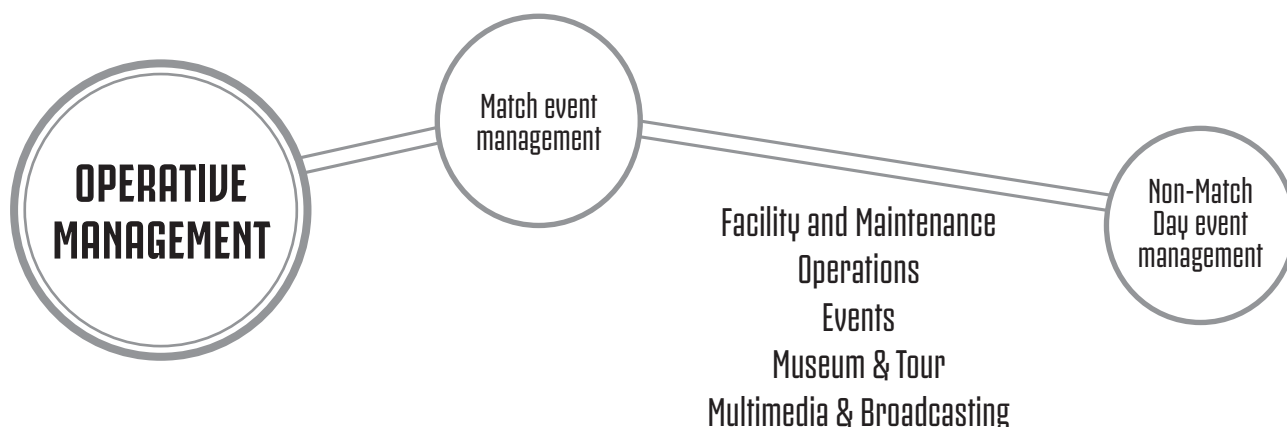 OPERATIVE
MANAGEMENT
Match event
management
Facility and Maintenance
Operations
Events
Museum & Tour
Multimedia & Broadcasting
Non-Match
Day event
management